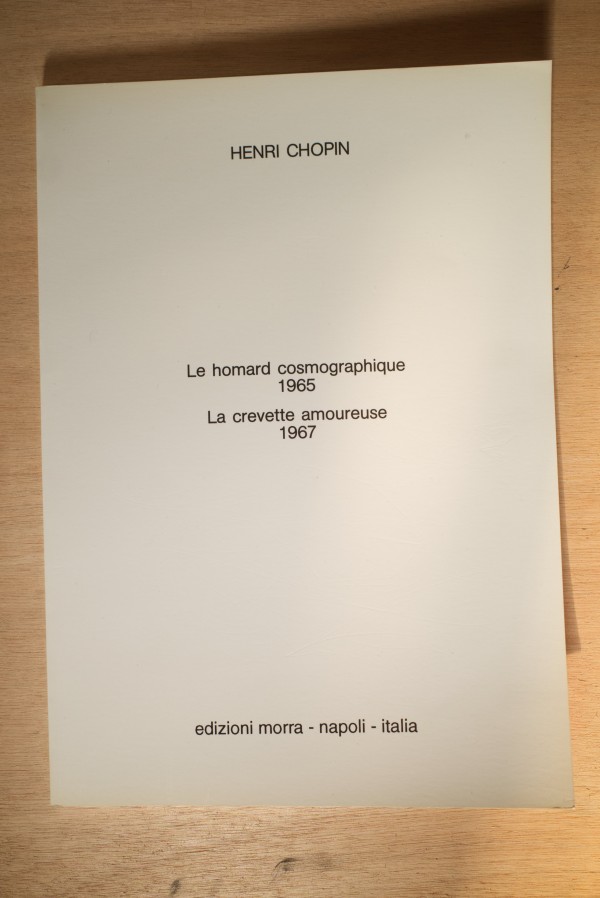 HENRI CHOPIN
Le homard cosmographique
1965
La crevette amoureuse
1967
edizioni morra - napoli - italia